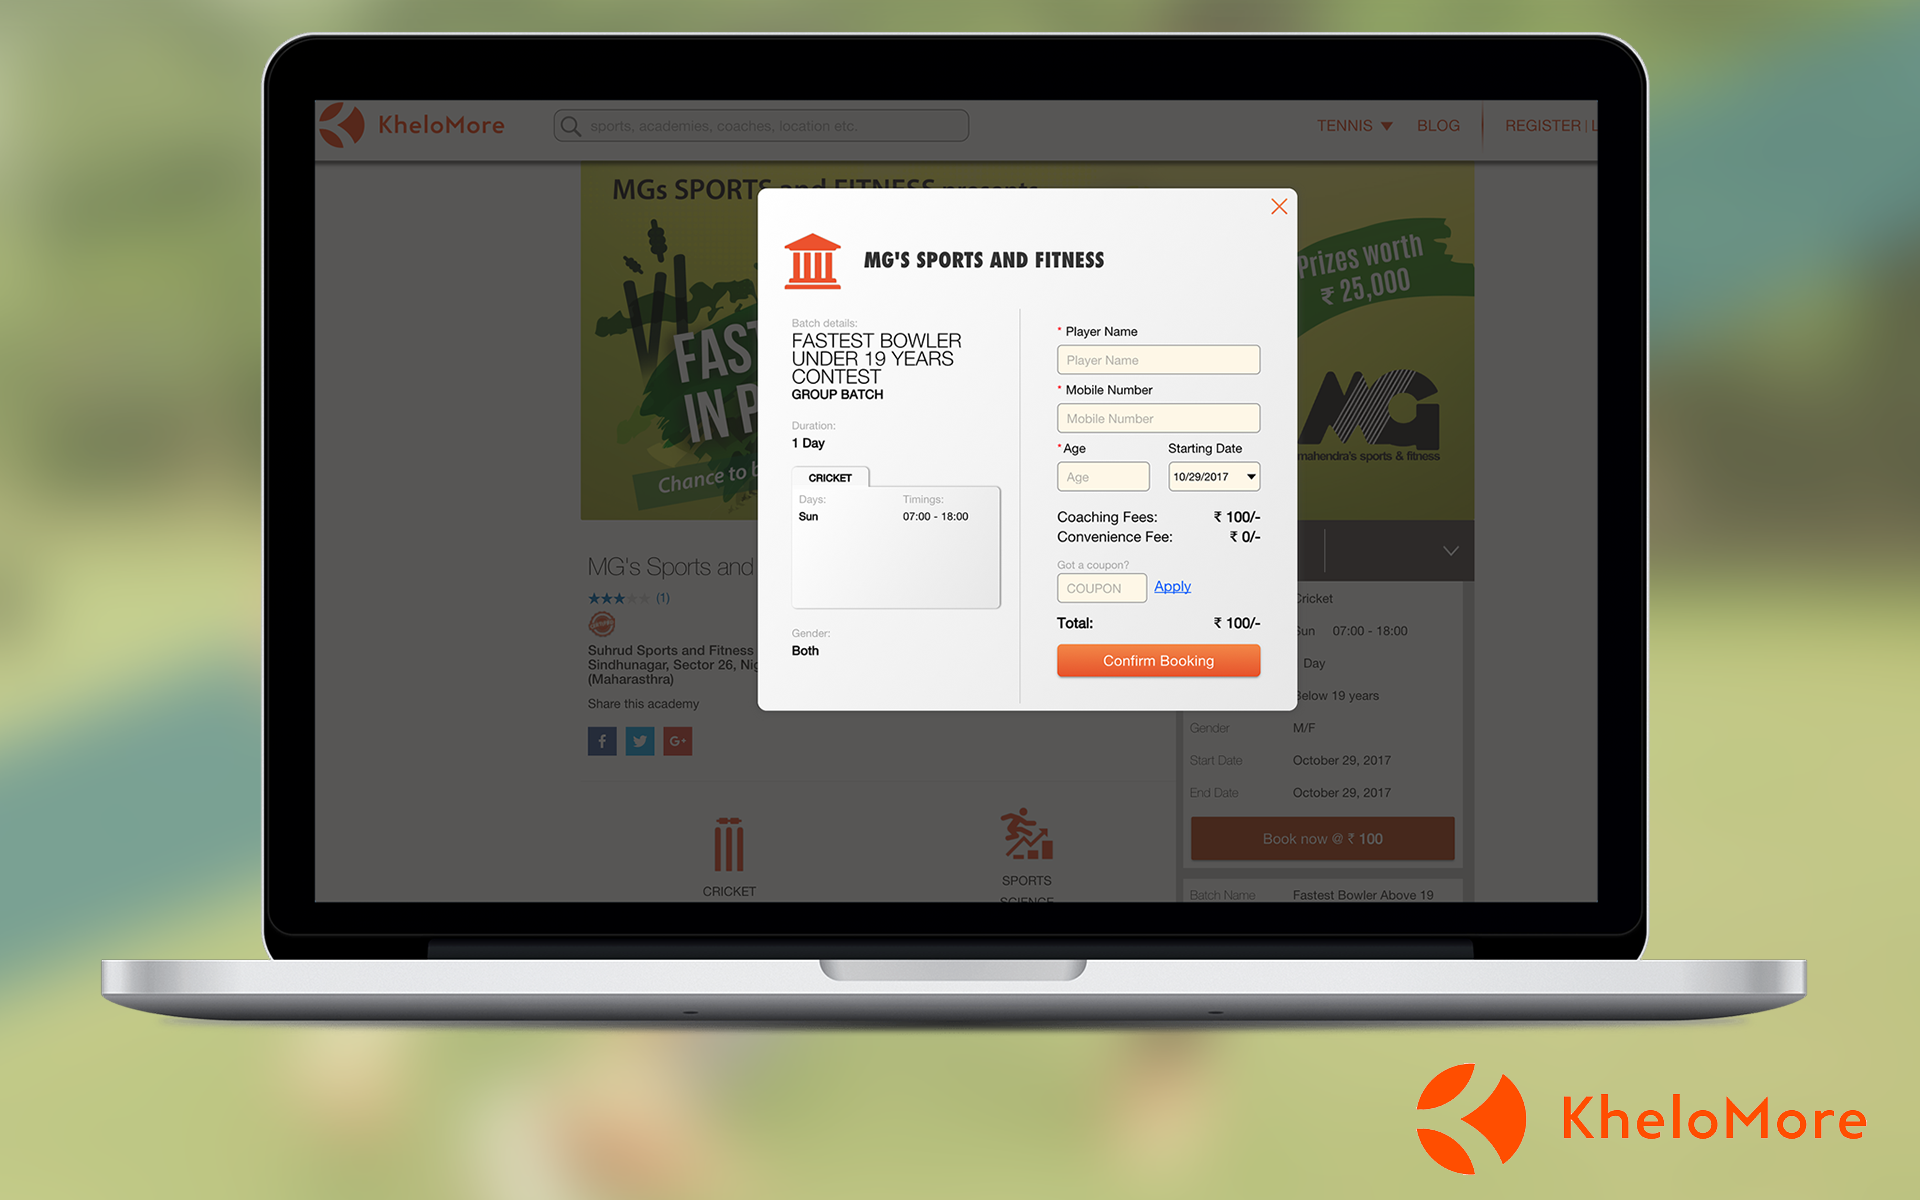 KheloMore
sports, academies, coaches, location etc.
TENNIS
BLOG
REGISTER | L
MGs SPORTS and FITNESS presents
Prizes worth
₹ 25,000
FAS
IN P
Chance to b
MG
mahendra's sports & fitness
MG'S SPORTS AND FITNESS
Batch details:
FASTEST BOWLER
UNDER 19 YEARS
CONTEST
GROUP BATCH
Duration:
1 Day
CRICKET
Days:
Timings:
Sun
07:00 - 18:00
Gender:
Both
* Player Name
Player Name
* Mobile Number
Mobile Number
* Age
Starting Date
Age
10/29/2017
Coaching Fees:
₹ 100/-
Convenience Fee:
₹ 0/-
Got a coupon?
COUPON
Apply
Total:
₹ 100/-
Confirm Booking
MG's Sports and
(1)
Suhrud Sports and Fitness
Sindhunagar, Sector 26, Nig
(Maharasthra)
Share this academy
f
G+
CRICKET
SPORTS
SCIENCE
Cricket
Sun 07:00 - 18:00
Day
Below 19 years
Gender
M/F
Start Date
October 29, 2017
End Date
October 29, 2017
Book now @ ₹ 100
Batch Name
Fastest Bowler Above 19
KheloMore